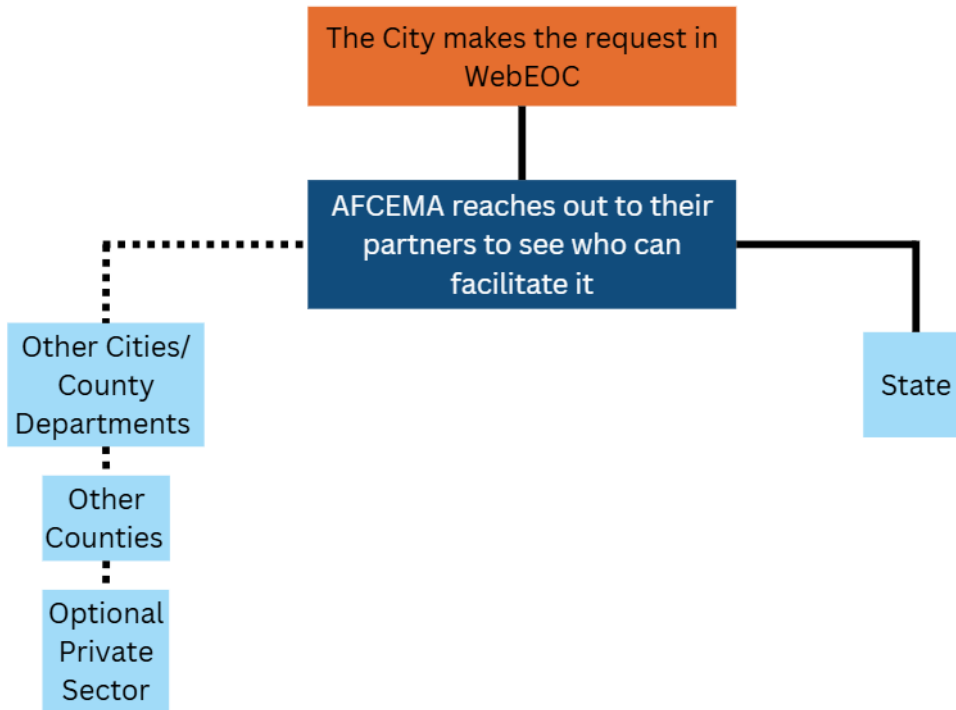 The City makes the request in
WebEOC
AFCEMA reaches out to their
partners to see who can
facilitate it
Other Cities/
County
Departments
State
Other
Counties
Optional
Private
Sector